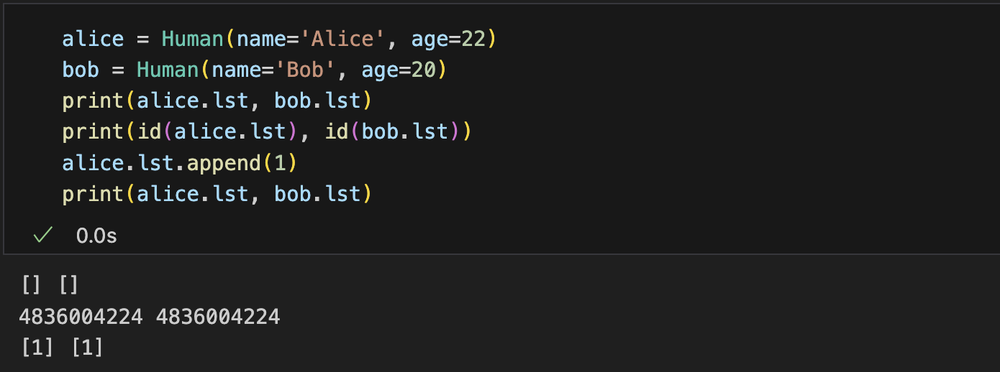 alice = Human(name='Alice', age=22)
bob = Human(name='Bob', age=20)
print(alice.lst, bob.lst)
print(id(alice.lst), id(bob.lst))
alice.lst.append(1)
print(alice.lst, bob.lst)
0.0s
[] []
4836004224 4836004224
[1] [1]